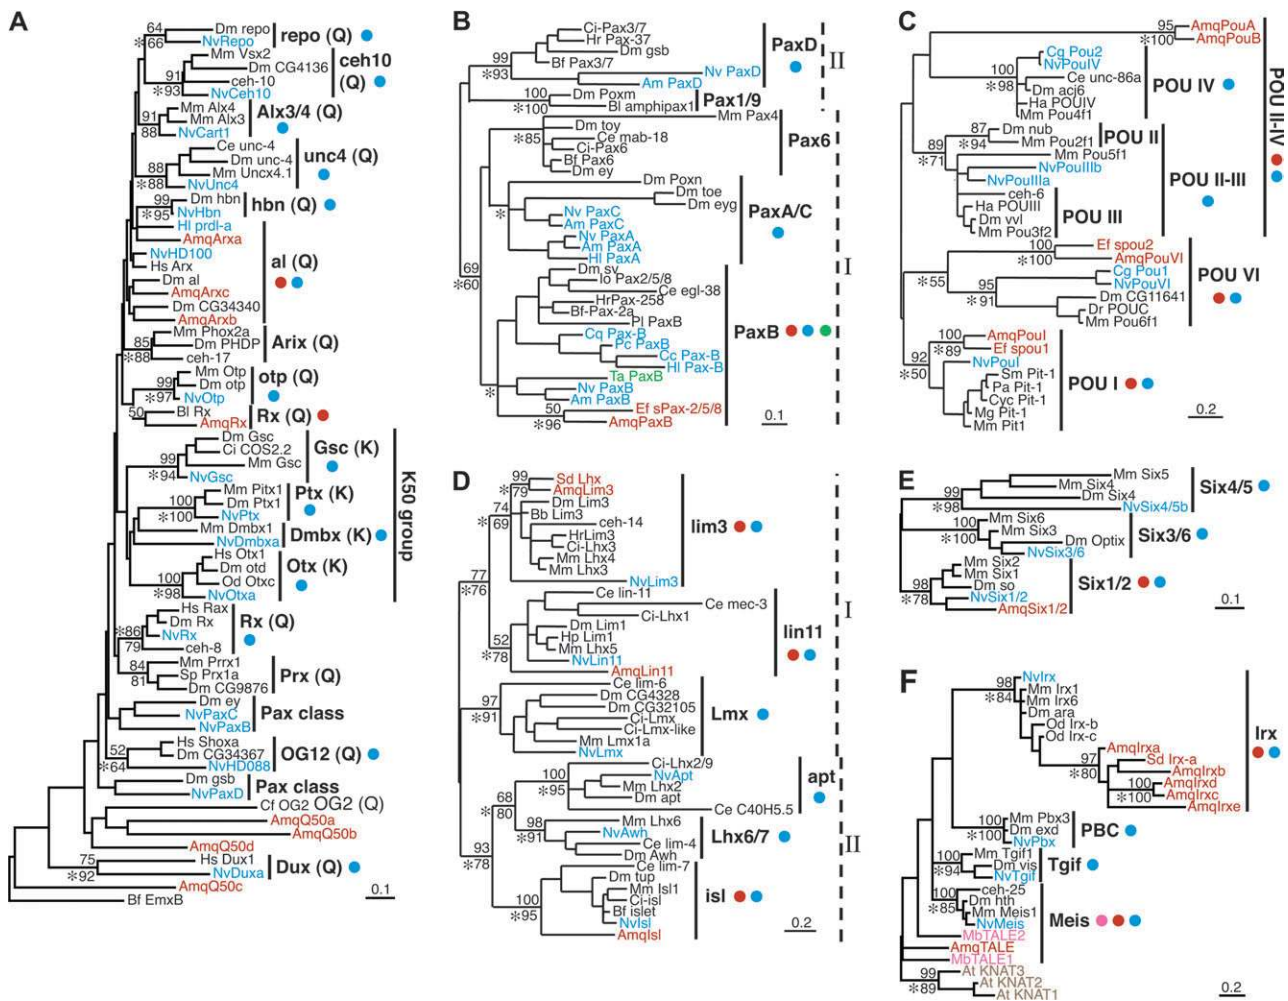 A
64
*66
Dm repo
NvRepo
repo (Q)
Mm Vsx2
Dm CG4136
91
*93
ceh-10
NvCeh10
ceh10
(Q)
Mm Alx4
91
Mm Alx3
88
NvCart1
Alx3/4 (Q)
Ce unc-4
88
Dm unc-4
Mm Uncx4.1
*88
NvUnc4
unc4 (Q)
99
Dm hbn
*95
NvHbn
hbn (Q)
Hl prdl-a
AmqArxa
NvHD100
Hs Arx
Dm al
AmqArxc
Dm CG34340
AmqArxb
al (Q)
Mm Phox2a
85
Dm PHDP
*88
ceh-17
Arix (Q)
Mm Otp
99
Dm otp
*97
NvOtp
otp (Q)
50
Bl Rx
AmqRx
Rx (Q)
Dm Gsc
Ci COS2.2
99
Mm Gsc
*94
NvGsc
Gsc (K)
Mm Pitx1
100
Dm Ptx1
*100
NvPtx
Ptx (K)
Mm Dmbx1
NvDmbxa
Dmbx (K)
Hs Otx1
Dm otd
100
Od Otxc
*98
NvOtxa
Otx (K)
K50 group
Hs Rax
Dm Rx
*86
NvRx
79
ceh-8
Rx (Q)
Mm Prrx1
84
Sp Prx1a
81
Dm CG9876
Prx (Q)
Dm ey
NvPaxC
NvPaxB
Pax class
Hs Shoxa
52
Dm CG34367
*64
NvHD088
OG12 (Q)
Dm gsb
NvPaxD
Pax class
Cf OG2
OG2 (Q)
AmqQ50a
AmqQ50b
AmqQ50d
75
Hs Dux1
*92
NvDuxa
Dux (Q)
AmqQ50c
Bf EmxB
0.1
B
Ci-Pax3/7
Hr Pax-37
Dm gsb
99
*93
Bf Pax3/7
Nv PaxD
Am PaxD
PaxD
II
100
Dm Poxm
*100
Bl amphipax1
Pax1/9
Mm Pax4
Dm toy
*85
Ce mab-18
Ci-Pax6
Bf Pax6
Dm ey
Pax6
Dm Poxn
Dm toe
Dm eyg
*
Nv PaxC
Am PaxC
Nv PaxA
Am PaxA
Hl PaxA
PaxA/C
I
69
*60
Dm sv
Io Pax2/5/8
Ce egl-38
HrPax-258
Bf-Pax-2a
Pl PaxB
Cq Pax-B
Pc PaxB
Cc Pax-B
Hl Pax-B
PaxB
*
Ta PaxB
Nv PaxB
Am PaxB
50
Ef sPax-2/5/8
*96
AmqPaxB
0.1
C
95
AmqPouA
*100
AmqPouB
Cg Pou2
NvPouIV
100
Ce unc-86a
*98
Dm acj6
Ha POUIV
Mm Pou4f1
POU IV
87
Dm nub
*94
Mm Pou2f1
POU II
89
*71
Mm Pou5f1
NvPouIIIb
NvPouIIIa
POU II-III
ceh-6
Ha POUIII
Dm vvl
Mm Pou3f2
POU III
POU II-IV
100
Ef spou2
*100
AmqPouVI
*55
Cg Pou1
95
NvPouVI
*91
Dm CG11641
Dr POUC
Mm Pou6f1
POU VI
100
AmqPouI
*89
Ef spou1
92
*50
NvPouI
Sm Pit-1
Pa Pit-1
Cyc Pit-1
Mg Pit-1
Mm Pit1
POU I
0.2
D
99
Sd Lhx
*79
AmqLim3
74
*69
Dm Lim3
Bb Lim3
ceh-14
HrLim3
Ci-Lhx3
Mm Lhx4
Mm Lhx3
NvLim3
lim3
77
*76
Ce lin-11
Ce mec-3
Ci-Lhx1
Dm Lim1
Hp Lim1
52
Mm Lhx5
*78
NvLin11
AmqLin11
lin11
I
Ce lim-6
97
Dm CG4328
*91
Dm CG32105
Ci-Lmx
Ci-Lmx-like
Mm Lmx1a
NvLmx
Lmx
Ci-Lhx2/9
100
NvApt
*95
Mm Lhx2
Dm apt
Ce C40H5.5
apt
68
*80
Mm Lhx6
98
NvAwh
*91
Ce lim-4
Dm Awh
Lhx6/7
II
93
*78
Ce lim-7
Dm tup
Mm Isl1
100
Ci-isl
*95
Bf islet
NvIsl
AmqIsl
isl
0.2
E
Mm Six5
99
Mm Six4
Dm Six4
*98
NvSix4/5b
Six4/5
Mm Six6
100
Mm Six3
*100
Dm Optix
NvSix3/6
Six3/6
Mm Six2
Mm Six1
98
Dm so
*78
NvSix1/2
AmqSix1/2
Six1/2
0.1
F
98
NvIrx
*84
Mm Irx1
Mm Irx6
Dm ara
Od Irx-b
Od Irx-c
97
AmqIrxa
*80
Sd Irx-a
AmqIrxb
100
AmqIrxd
*100
AmqIrxc
AmqIrxe
Irx
100
Mm Pbx3
*100
Dm exd
NvPbx
PBC
100
Mm Tgif1
*94
Dm vis
NvTgif
Tgif
100
ceh-25
*85
Dm hth
Mm Meis1
NvMeis
Meis
MbTALE2
AmqTALE
MbTALE1
99
At KNAT3
*89
At KNAT2
At KNAT1
0.2